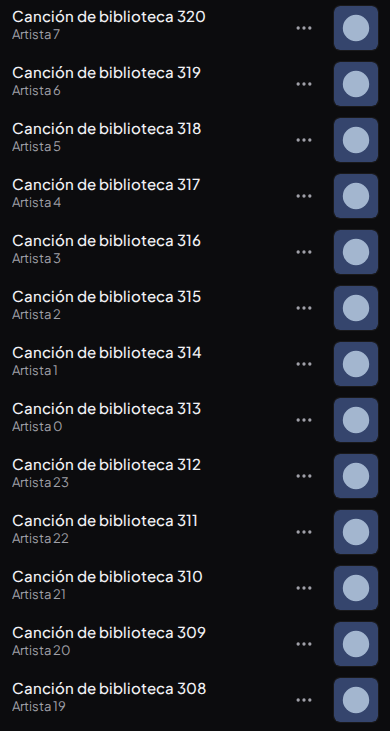 Canción de biblioteca 320
Artista 7
Canción de biblioteca 319
Artista 6
Canción de biblioteca 318
Artista 5
Canción de biblioteca 317
Artista 4
Canción de biblioteca 316
Artista 3
Canción de biblioteca 315
Artista 2
Canción de biblioteca 314
Artista 1
Canción de biblioteca 313
Artista 0
Canción de biblioteca 312
Artista 23
Canción de biblioteca 311
Artista 22
Canción de biblioteca 310
Artista 21
Canción de biblioteca 309
Artista 20
Canción de biblioteca 308
Artista 19